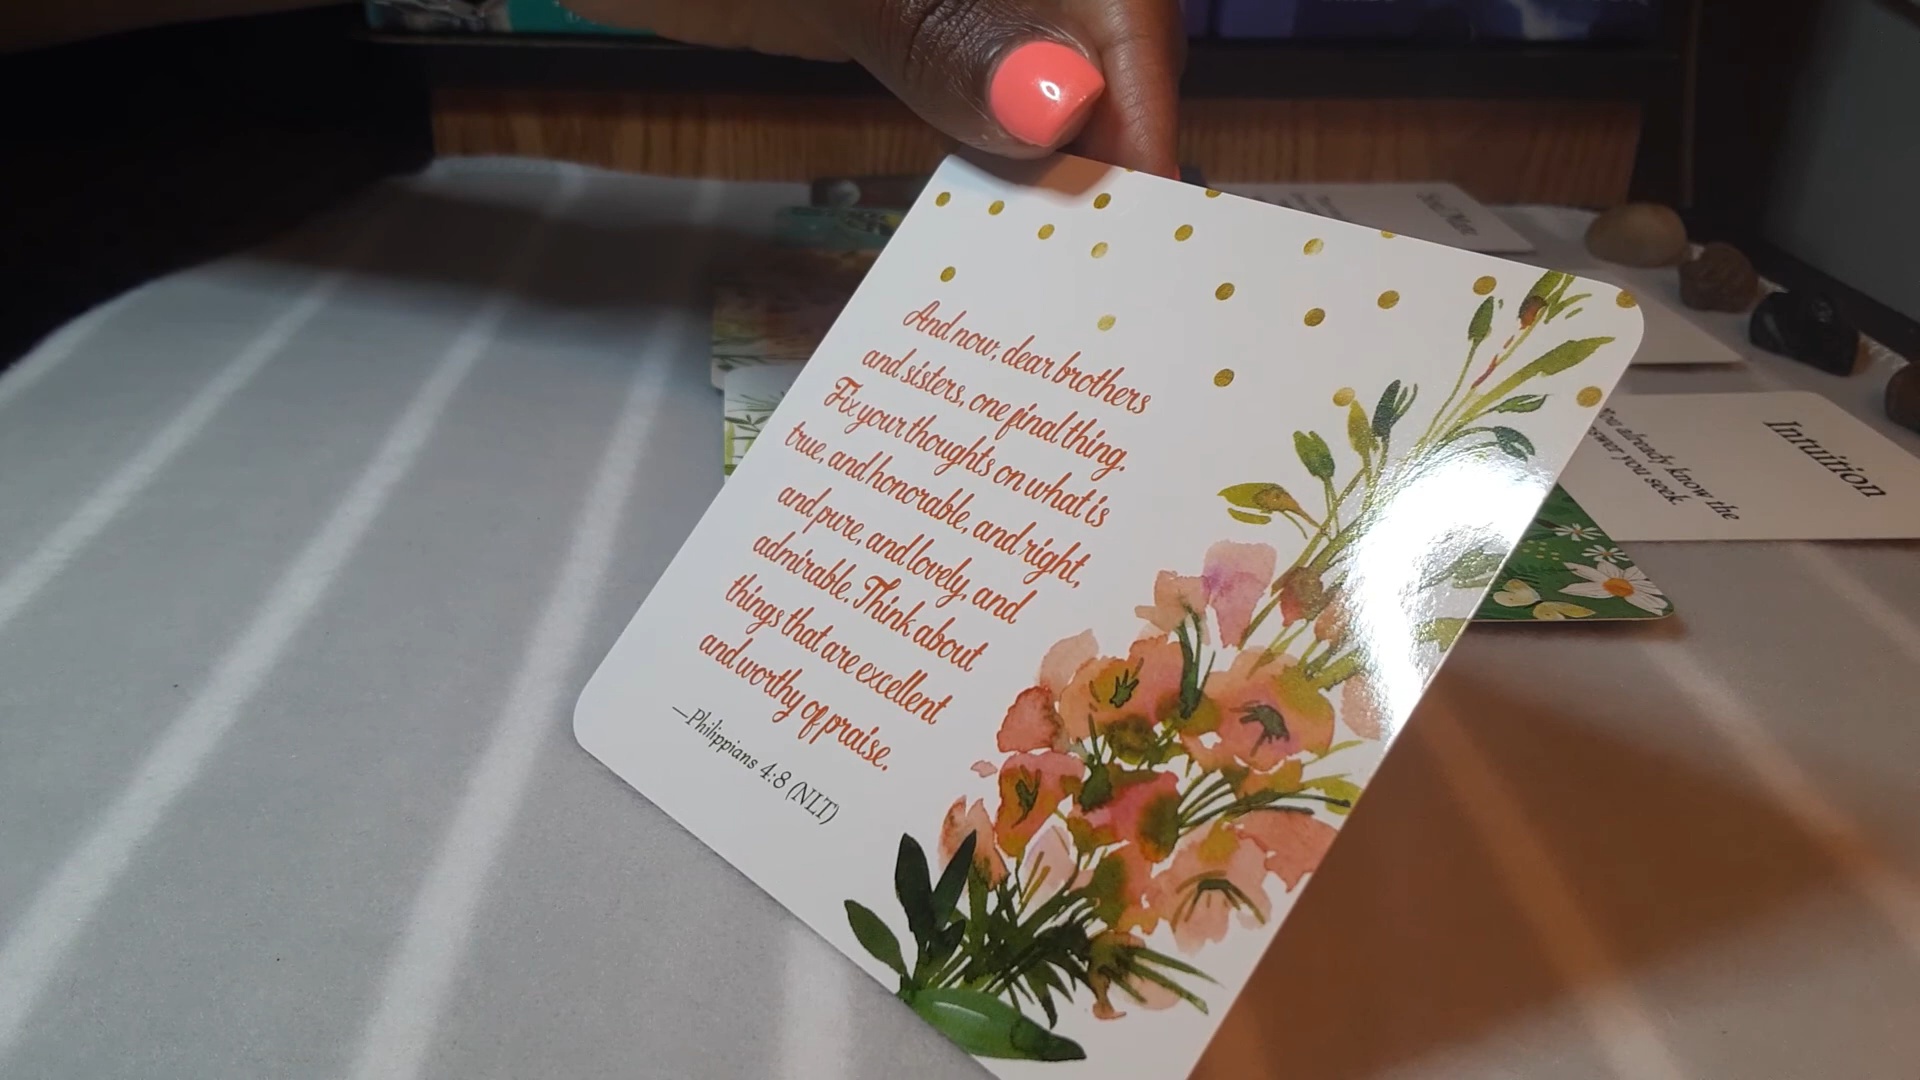 And now, dear brothers
and sisters, one final thing.
Fix your thoughts on what is
true, and honorable, and right,
and pure, and lovely, and
admirable. Think about
things that are excellent
and worthy of praise.
—Philippians 4:8 (NLT)
Intuition
You already know the
answer you seek.